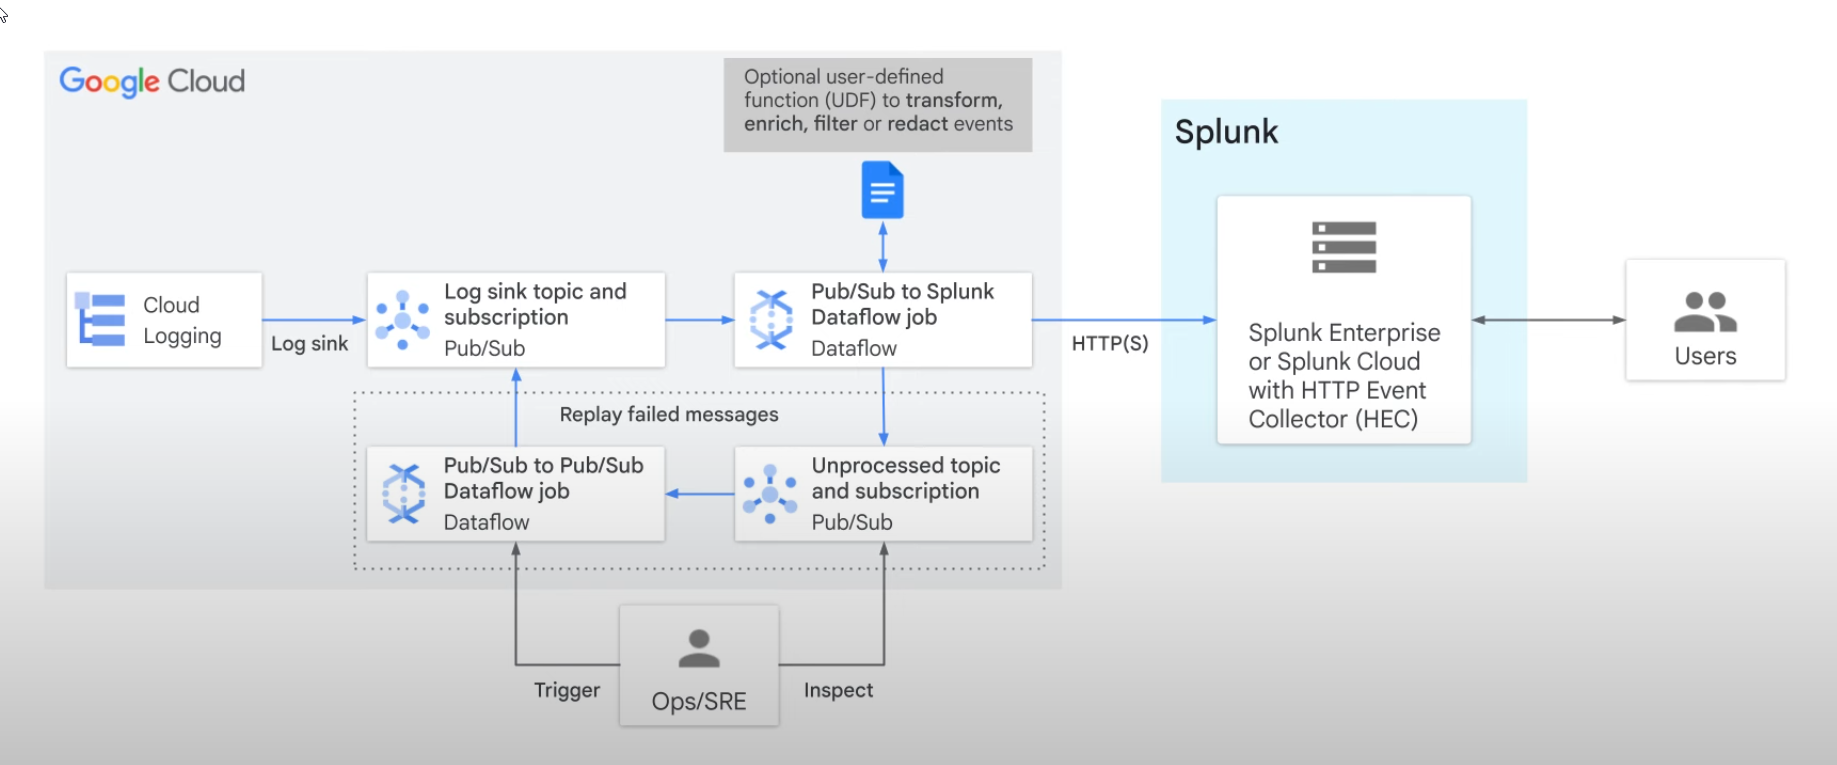 Google Cloud
Optional user-defined
function (UDF) to transform,
enrich, filter or redact events
Splunk
Cloud
Logging
Log sink
Log sink topic and
subscription
Pub/Sub
Pub/Sub to Splunk
Dataflow job
Dataflow
HTTP(S)
Splunk Enterprise
or Splunk Cloud
with HTTP Event
Collector (HEC)
Users
Replay failed messages
Pub/Sub to Pub/Sub
Dataflow job
Dataflow
Unprocessed topic
and subscription
Pub/Sub
Trigger
Ops/SRE
Inspect